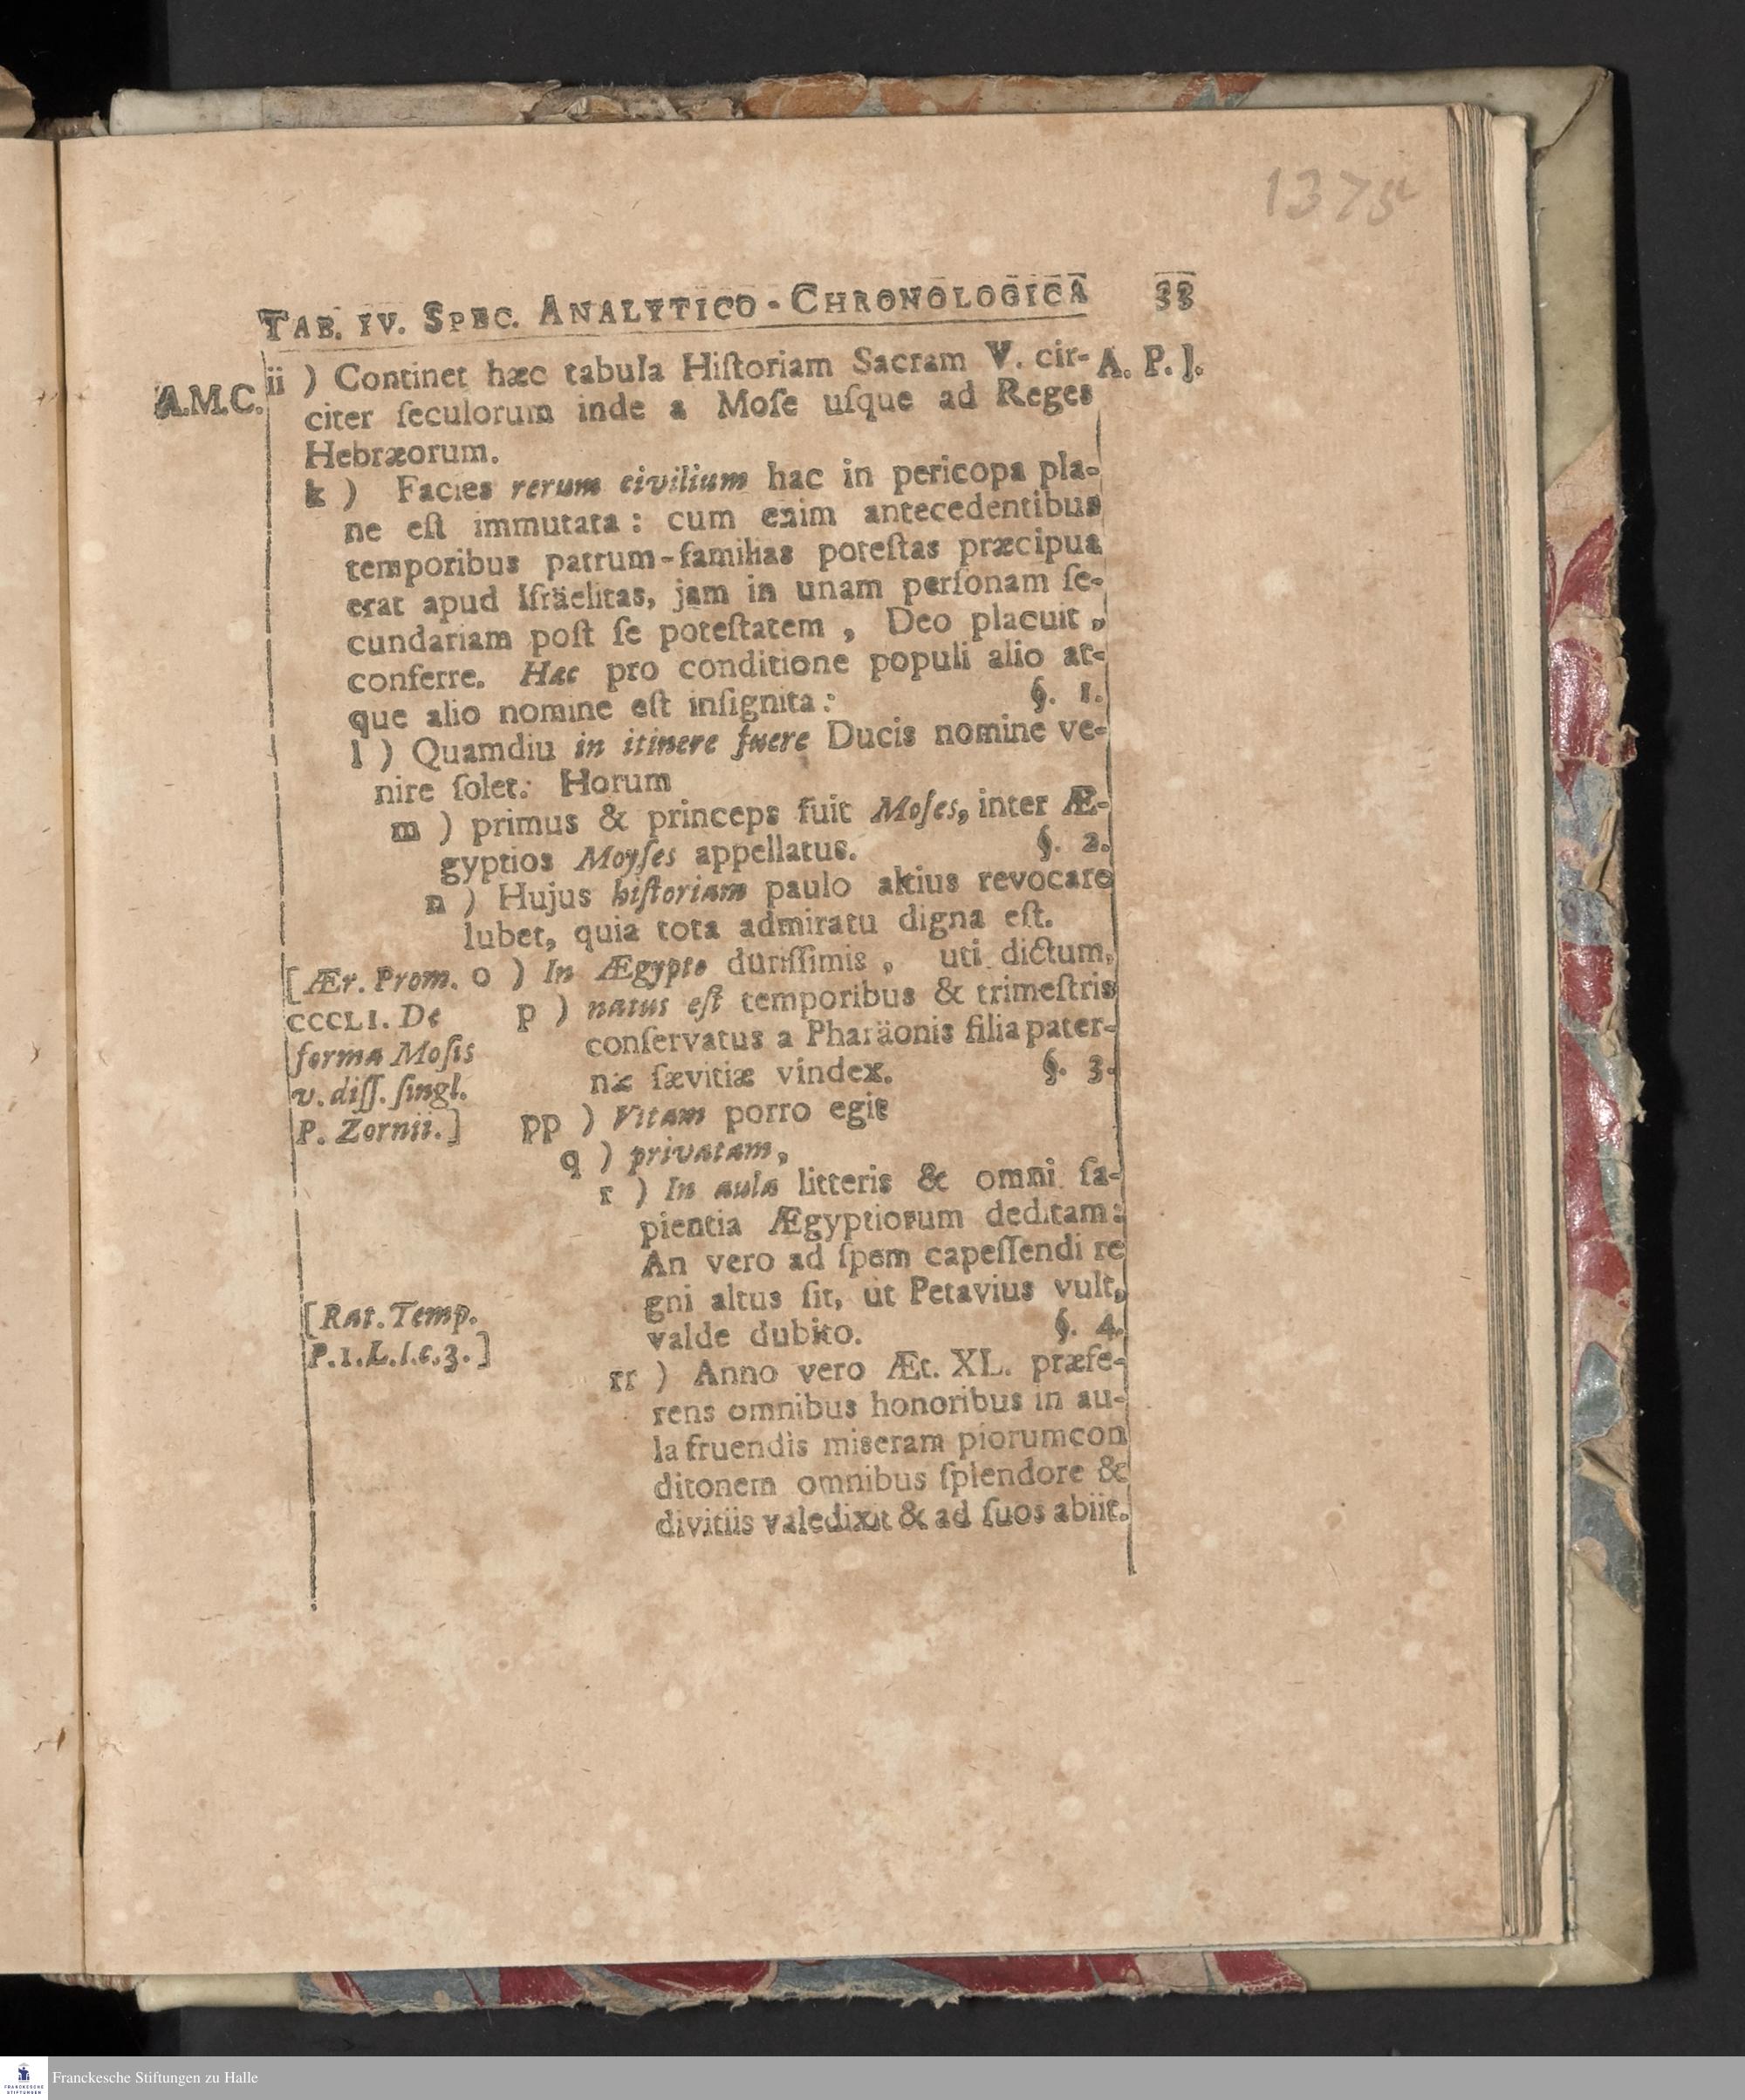 1375
TAB. IV. SPEC. ANALYTICO-CHRONOLOGICA 33
A.M.C.
A. P. J.
ii ) Continet hæc tabula Hiſtoriam Sacram V. cir-
citer ſeculorum inde a Moſe uſque ad Reges
Hebræorum.
k ) Facies rerum civilium hac in pericopa pla-
ne eſt immutata: cum enim antecedentibus
temporibus patrum-familias poteſtas præcipua
erat apud Iſräelitas, jam in unam perſonam ſe-
cundariam poſt ſe poteſtatem, Deo placuit,
conferre. Hæc pro conditione populi alio at-
que alio nomine eſt inſignita: §. 1.
l ) Quamdiu in itinere fuere Ducis nomine ve-
nire ſolet: Horum
m ) primus & princeps fuit Moſes, inter Æ-
gyptios Moyſes appellatus. §. 2.
n ) Hujus hiſtoriam paulo altius revocare
lubet, quia tota admiratu digna eſt.
o ) In Ægypto duriſſimis, uti dictum,
p ) natus eſt temporibus & trimeſtris
conſervatus a Pharäonis filia pater-
næ ſævitiæ vindex. §. 3.
[Ær. Prom.
CCCLI. De
forma Moſis
v. diſſ. ſingl.
P. Zornii.]
pp ) Vitam porro egit
q ) privatam,
r ) In aula litteris & omni ſa-
pientia Ægyptiorum deditam:
An vero ad ſpem capeſſendi re
gni altus ſit, ut Petavius vult,
valde dubito. §. 4.
[Rat. Temp.
P.1.L.l.c.3.]
rr ) Anno vero Æt. XL. præfe-
rens omnibus honoribus in au-
la fruendis miseram piorumcon
ditonem omnibus ſplendore &
divitiis valedixit & ad ſuos abiit.
FRANCKESCHE
STIFTUNGEN
Franckesche Stiftungen zu Halle